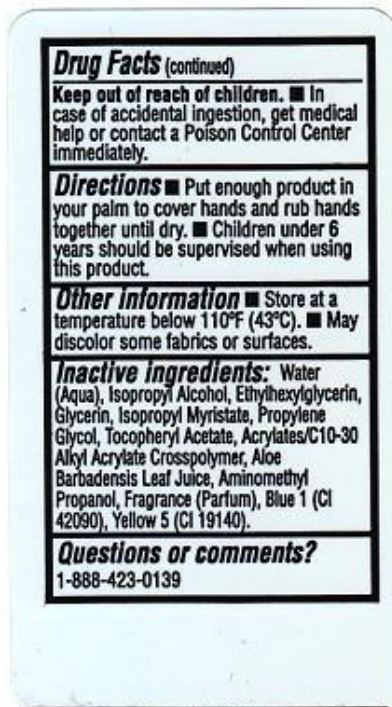 Drug Facts (continued)
Keep out of reach of children. ■ In
case of accidental ingestion, get medical
help or contact a Poison Control Center
immediately.
Directions ■ Put enough product in
your palm to cover hands and rub hands
together until dry. ■ Children under 6
years should be supervised when using
this product.
Other information ■ Store at a
temperature below 110°F (43°C). ■ May
discolor some fabrics or surfaces.
Inactive ingredients: Water
(Aqua), Isopropyl Alcohol, Ethylhexylglycerin,
Glycerin, Isopropyl Myristate, Propylene
Glycol, Tocopheryl Acetate, Acrylates/C10-30
Alkyl Acrylate Crosspolymer, Aloe
Barbadensis Leaf Juice, Aminomethyl
Propanol, Fragrance (Parfum), Blue 1 (CI
42090), Yellow 5 (CI 19140).
Questions or comments?
1-888-423-0139